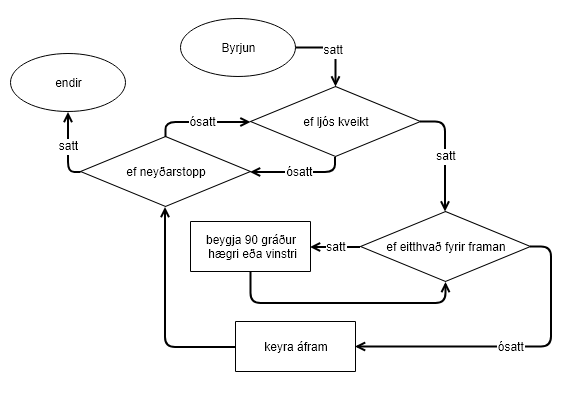 Byrjun
satt
endir
ósatt
ef ljós kveikt
satt
satt
ef neyðarstopp
ósatt
beygja 90 gráður
hægri eða vinstri
satt
ef eitthvað fyrir framan
keyra áfram
ósatt